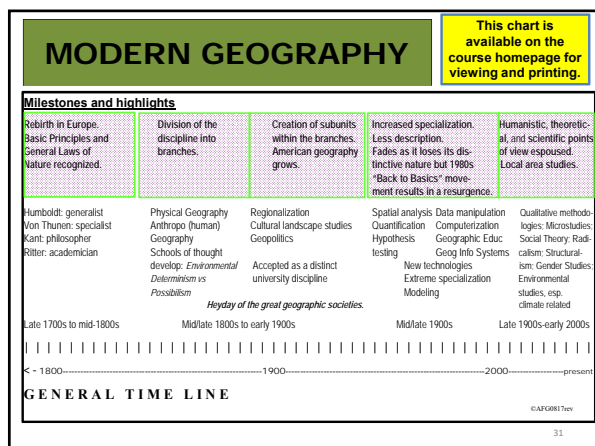 MODERN GEOGRAPHY
This chart is
available on the
course homepage for
viewing and printing.
Milestones and highlights
Rebirth in Europe.
Basic Principles and
General Laws of
Nature recognized.
Division of the
discipline into
branches.
Creation of subunits
within the branches.
American geography
grows.
Increased specialization.
Less description.
Fades as it loses its dis-
tinctive nature but 1980s
“Back to Basics” move-
ment results in a resurgence.
Humanistic, theoretic-
al, and scientific points
of view espoused.
Local area studies.
Humboldt: generalist
Von Thunen: specialist
Kant: philosopher
Ritter: academician
Physical Geography
Anthropo (human)
Geography
Schools of thought
develop: Environmental
Determinism vs
Possibilism
Regionalization
Cultural landscape studies
Geopolitics
Accepted as a distinct
university discipline
Heyday of the great geographic societies.
Spatial analysis Data manipulation
Quantification Computerization
Hypothesis Geographic Educ
testing Geog Info Systems
New technologies
Extreme specialization
Modeling
Qualitative methodo-
logies; Microstudies;
Social Theory; Radi-
calism; Structural-
ism; Gender Studies;
Environmental
studies, esp.
climate related
Late 1700s to mid-1800s Mid/late 1800s to early 1900s Mid/late 1900s Late 1900s-early 2000s
< - 1800--------------------1900--------------------2000--------------------present
GENERAL TIME LINE
©AFG0817rev
31